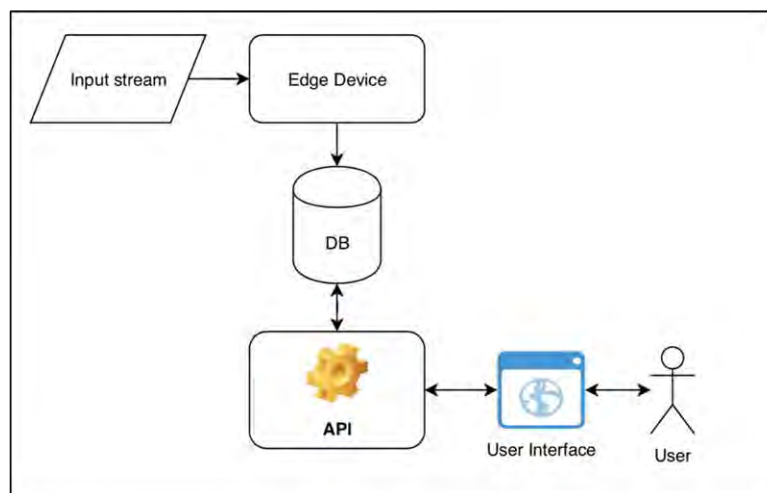 Input stream
Edge Device
DB
API
User Interface
User